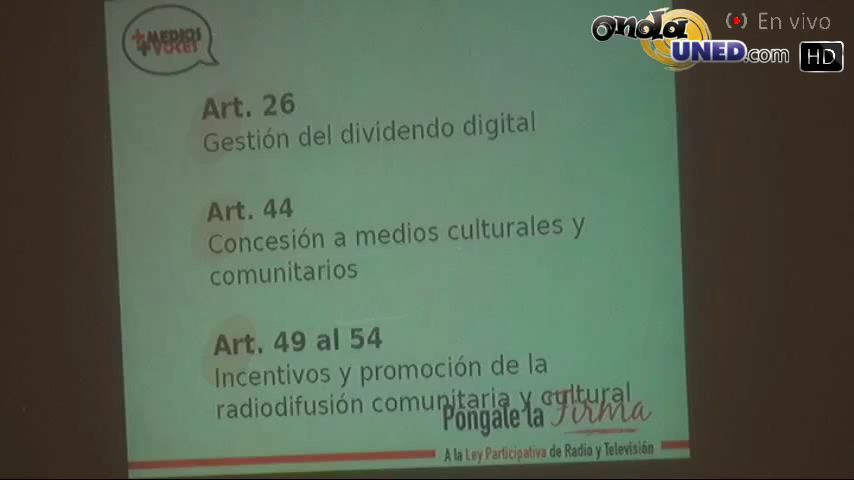 +MEDIOS
+VOCES
onda
UNED.com
En vivo
HD
Art. 26
Gestión del dividendo digital
Art. 44
Concesión a medios culturales y
comunitarios
Art. 49 al 54
Incentivos y promoción de la
radiodifusión comunitaria y cultural
Póngale la Firma
A la Ley Participativa de Radio y Televisión